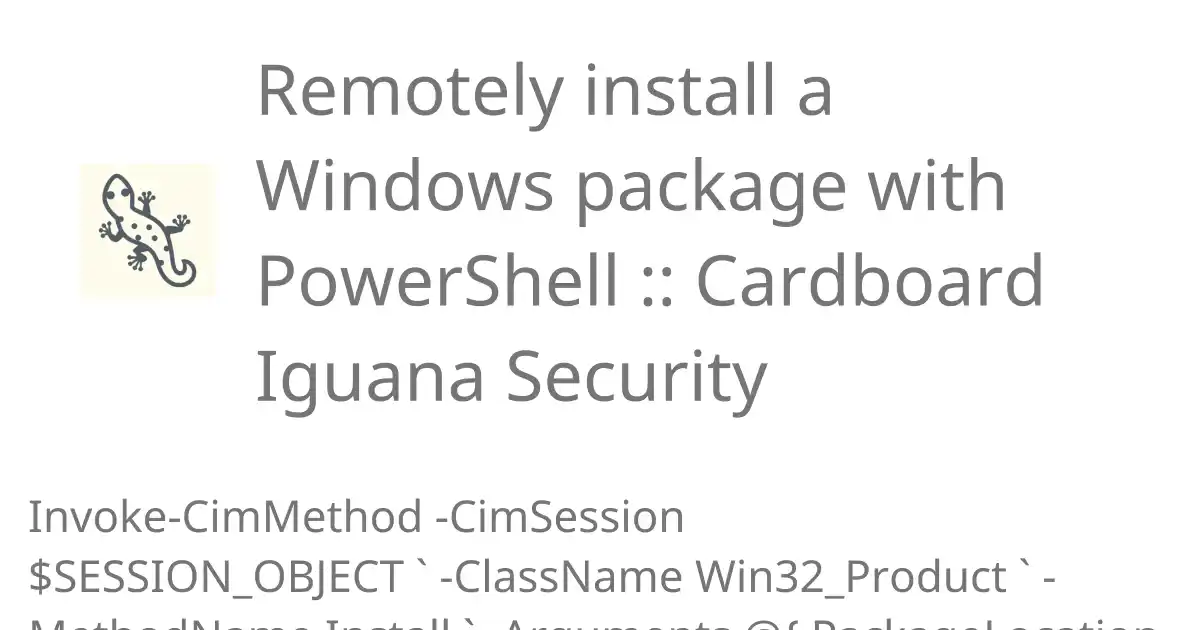 Remotely install a
Windows package with
PowerShell :: Cardboard
Iguana Security
Invoke-CimMethod -CimSession
$SESSION_OBJECT ` -ClassName Win32_Product ` -
MethodName Install ` -Arguments @{ PackageLocation